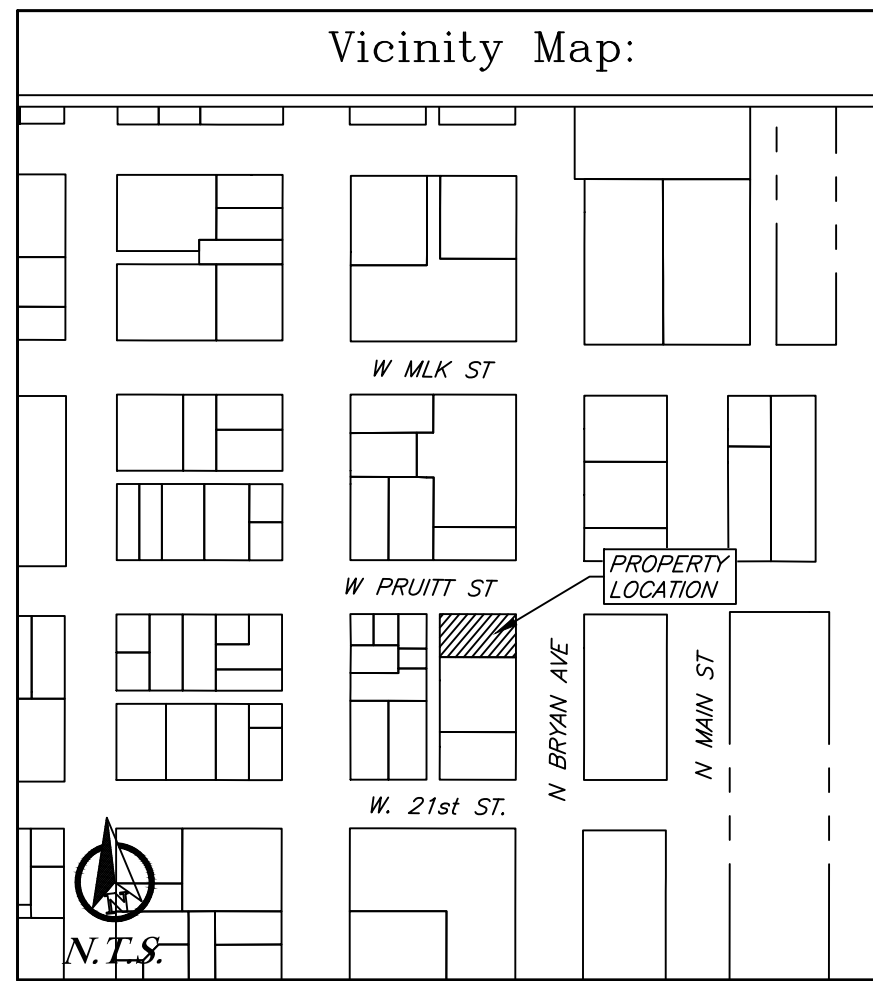 Vicinity Map:
W MLK ST
W PRUITT ST
PROPERTY
LOCATION
N BRYAN AVE
N MAIN ST
W. 21st ST.
N
N.T.S.